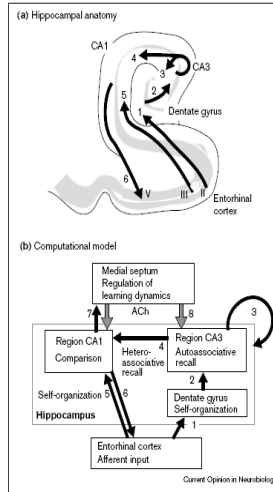 (a) Hippocampal anatomy
CA1
4
CA3
3
2
5
1
Dentate gyrus
6
V
III
II
Entorhinal
cortex
(b) Computational model
Medial septum
Regulation of
learning dynamics
7
ACh
8
3
Region CA1
Comparison
4
Hetero-
associative
recall
Region CA3
Autoassociative
recall
2
Self-organization
5
6
Dentate gyrus
Self-organization
Hippocampus
1
Entorhinal cortex
Afferent input
Current Opinion in Neurobiology